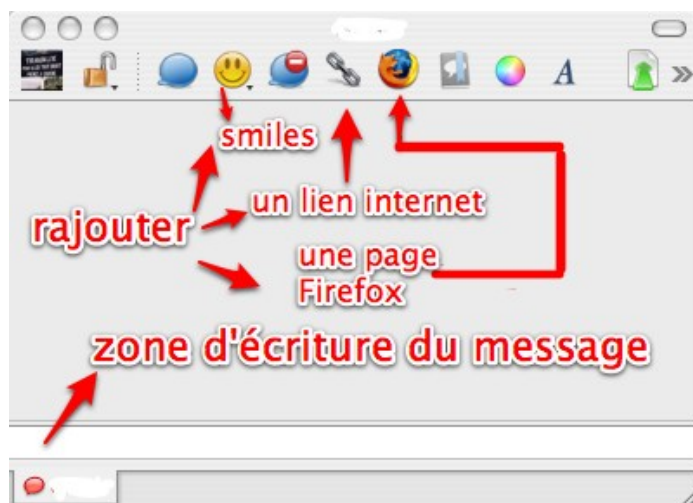 A
smiles
un lien internet
rajouter
une page
Firefox
zone d'écriture du message